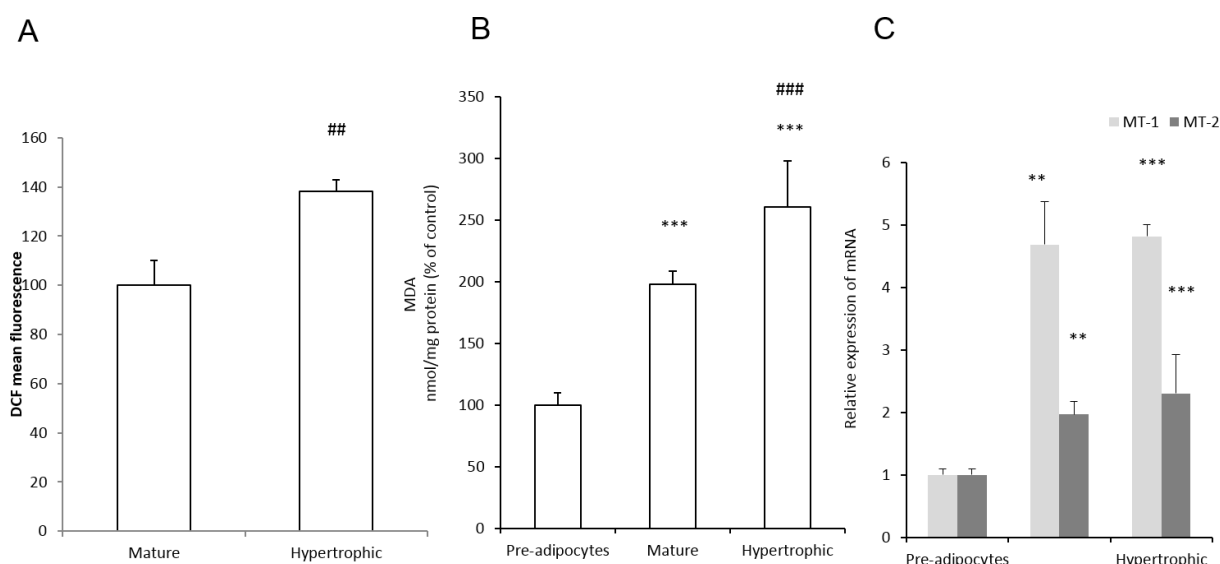 A
DCF mean fluorescence
160
140
120
100
80
60
40
20
0
##
Mature Hypertrophic
B
MDA
nmol/mg protein (% of control)
350
300
250
200
150
100
50
0
***
###
***
Pre-adipocytes Mature Hypertrophic
C
MT-1 MT-2
Relative expression of mRNA
6
5
4
3
2
1
0
**
**
***
***
Pre-adipocytes Hypertrophic